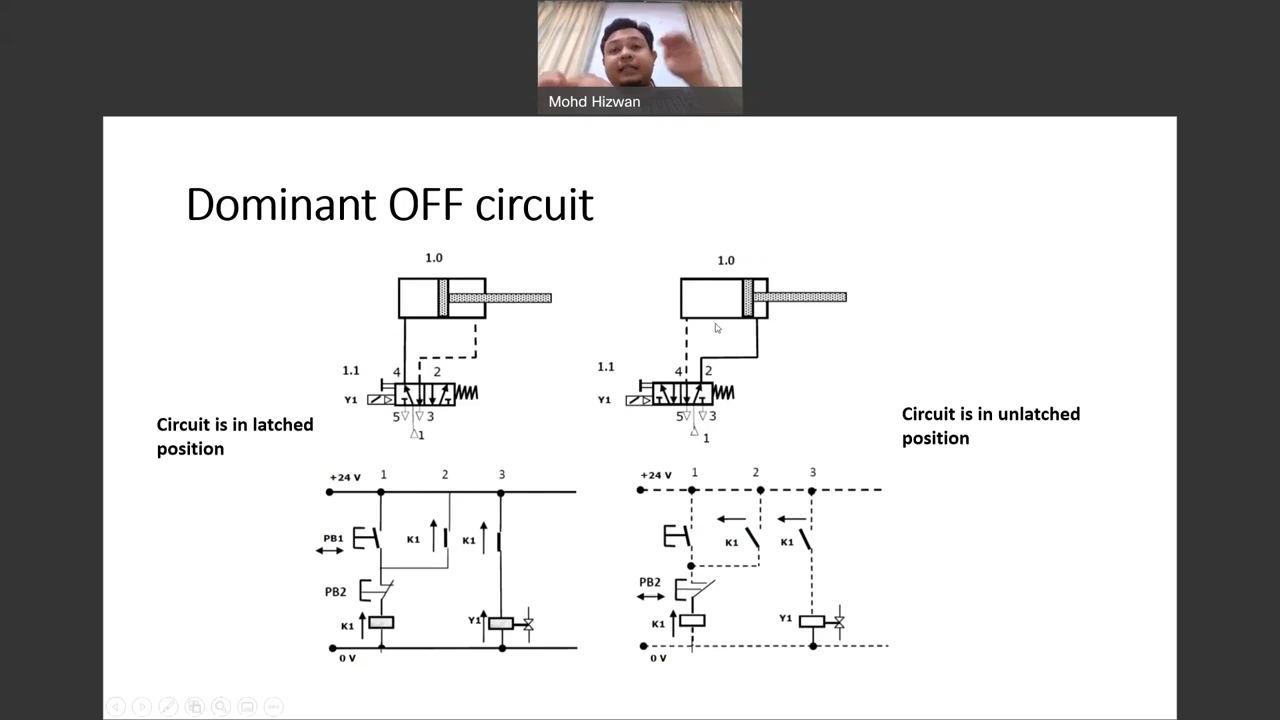 Mohd Hizwan
Dominant OFF circuit
1.0
1.1
4
2
Y1
5
3
1
Circuit is in latched
position
+24 V
1
2
3
PB1
K1
K1
PB2
K1
Y1
0 V
1.0
1.1
4
2
Y1
5
3
1
Circuit is in unlatched
position
+24 V
1
2
3
K1
K1
PB2
K1
Y1
0 V